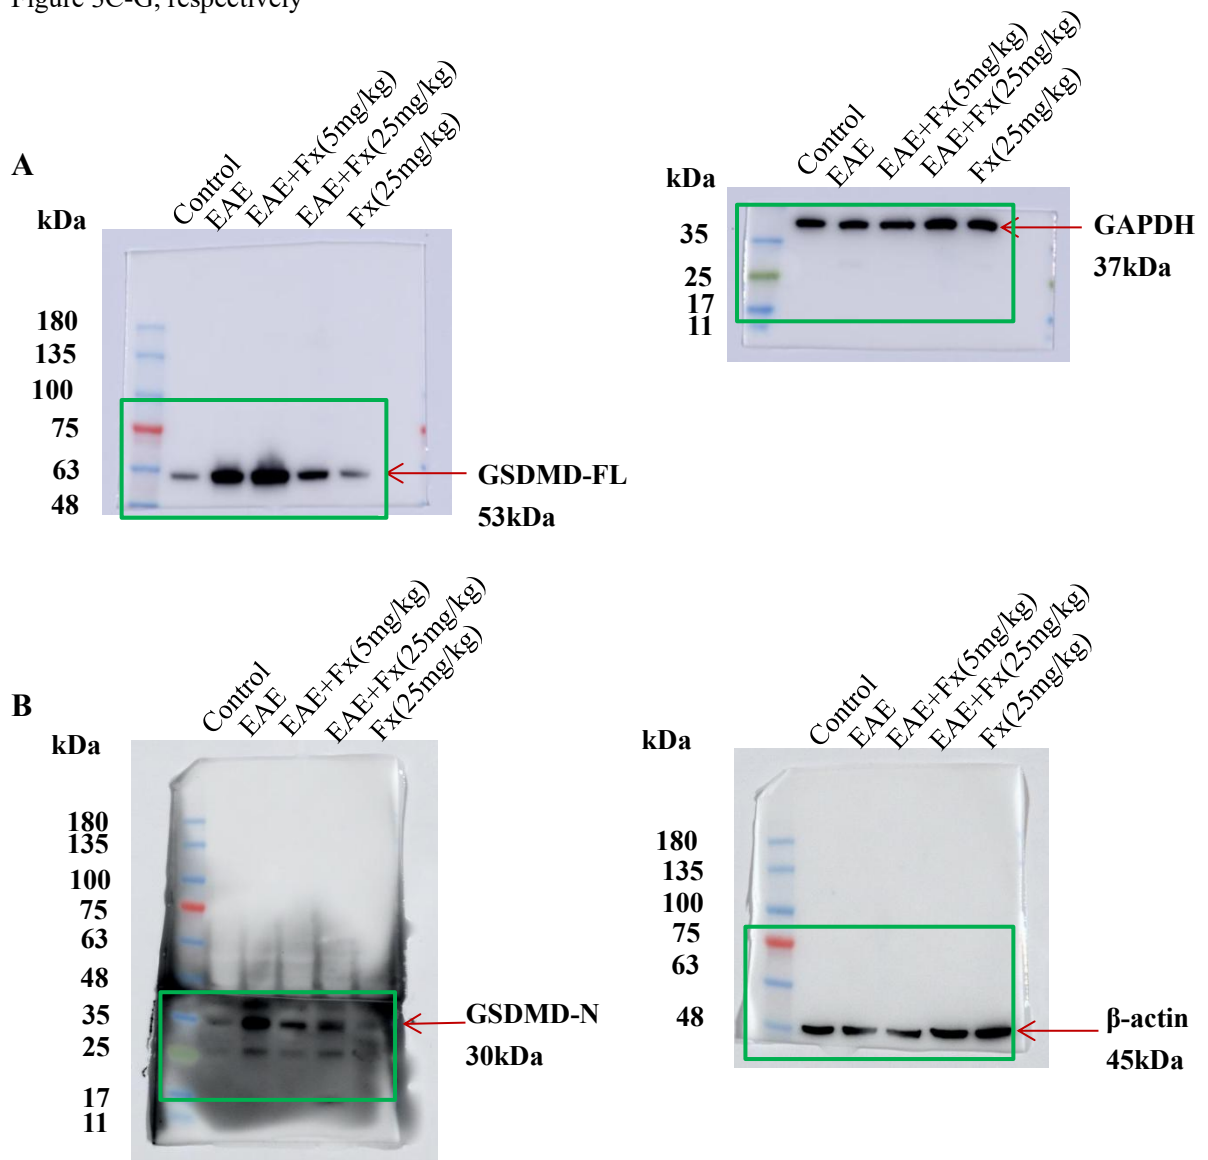 Figure 3C-G, respectively
A
kDa
Control
EAE
EAE+Fx(5mg/kg)
EAE+Fx(25mg/kg)
Fx(25mg/kg)
180
135
100
75
63
48
GSDMD-FL
53kDa
kDa
Control
EAE
EAE+Fx(5mg/kg)
EAE+Fx(25mg/kg)
Fx(25mg/kg)
35
25
17
11
GAPDH
37kDa
B
kDa
Control
EAE
EAE+Fx(5mg/kg)
EAE+Fx(25mg/kg)
Fx(25mg/kg)
180
135
100
75
63
48
35
25
17
11
GSDMD-N
30kDa
kDa
Control
EAE
EAE+Fx(5mg/kg)
EAE+Fx(25mg/kg)
Fx(25mg/kg)
180
135
100
75
63
48
β-actin
45kDa